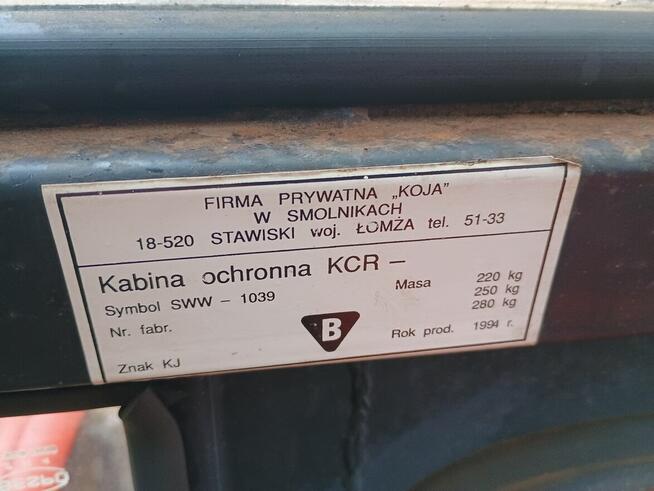 FIRMA PRYWATNA „KOJA”
W SMOLNIKACH
18-520 STAWISKI woj. ŁOMŻA tel. 51-33
Kabina ochronna KCR –
Symbol SWW – 1039
Nr. fabr.
Znak KJ
B
Masa 220 kg
250 kg
280 kg
Rok prod. 1994 r.